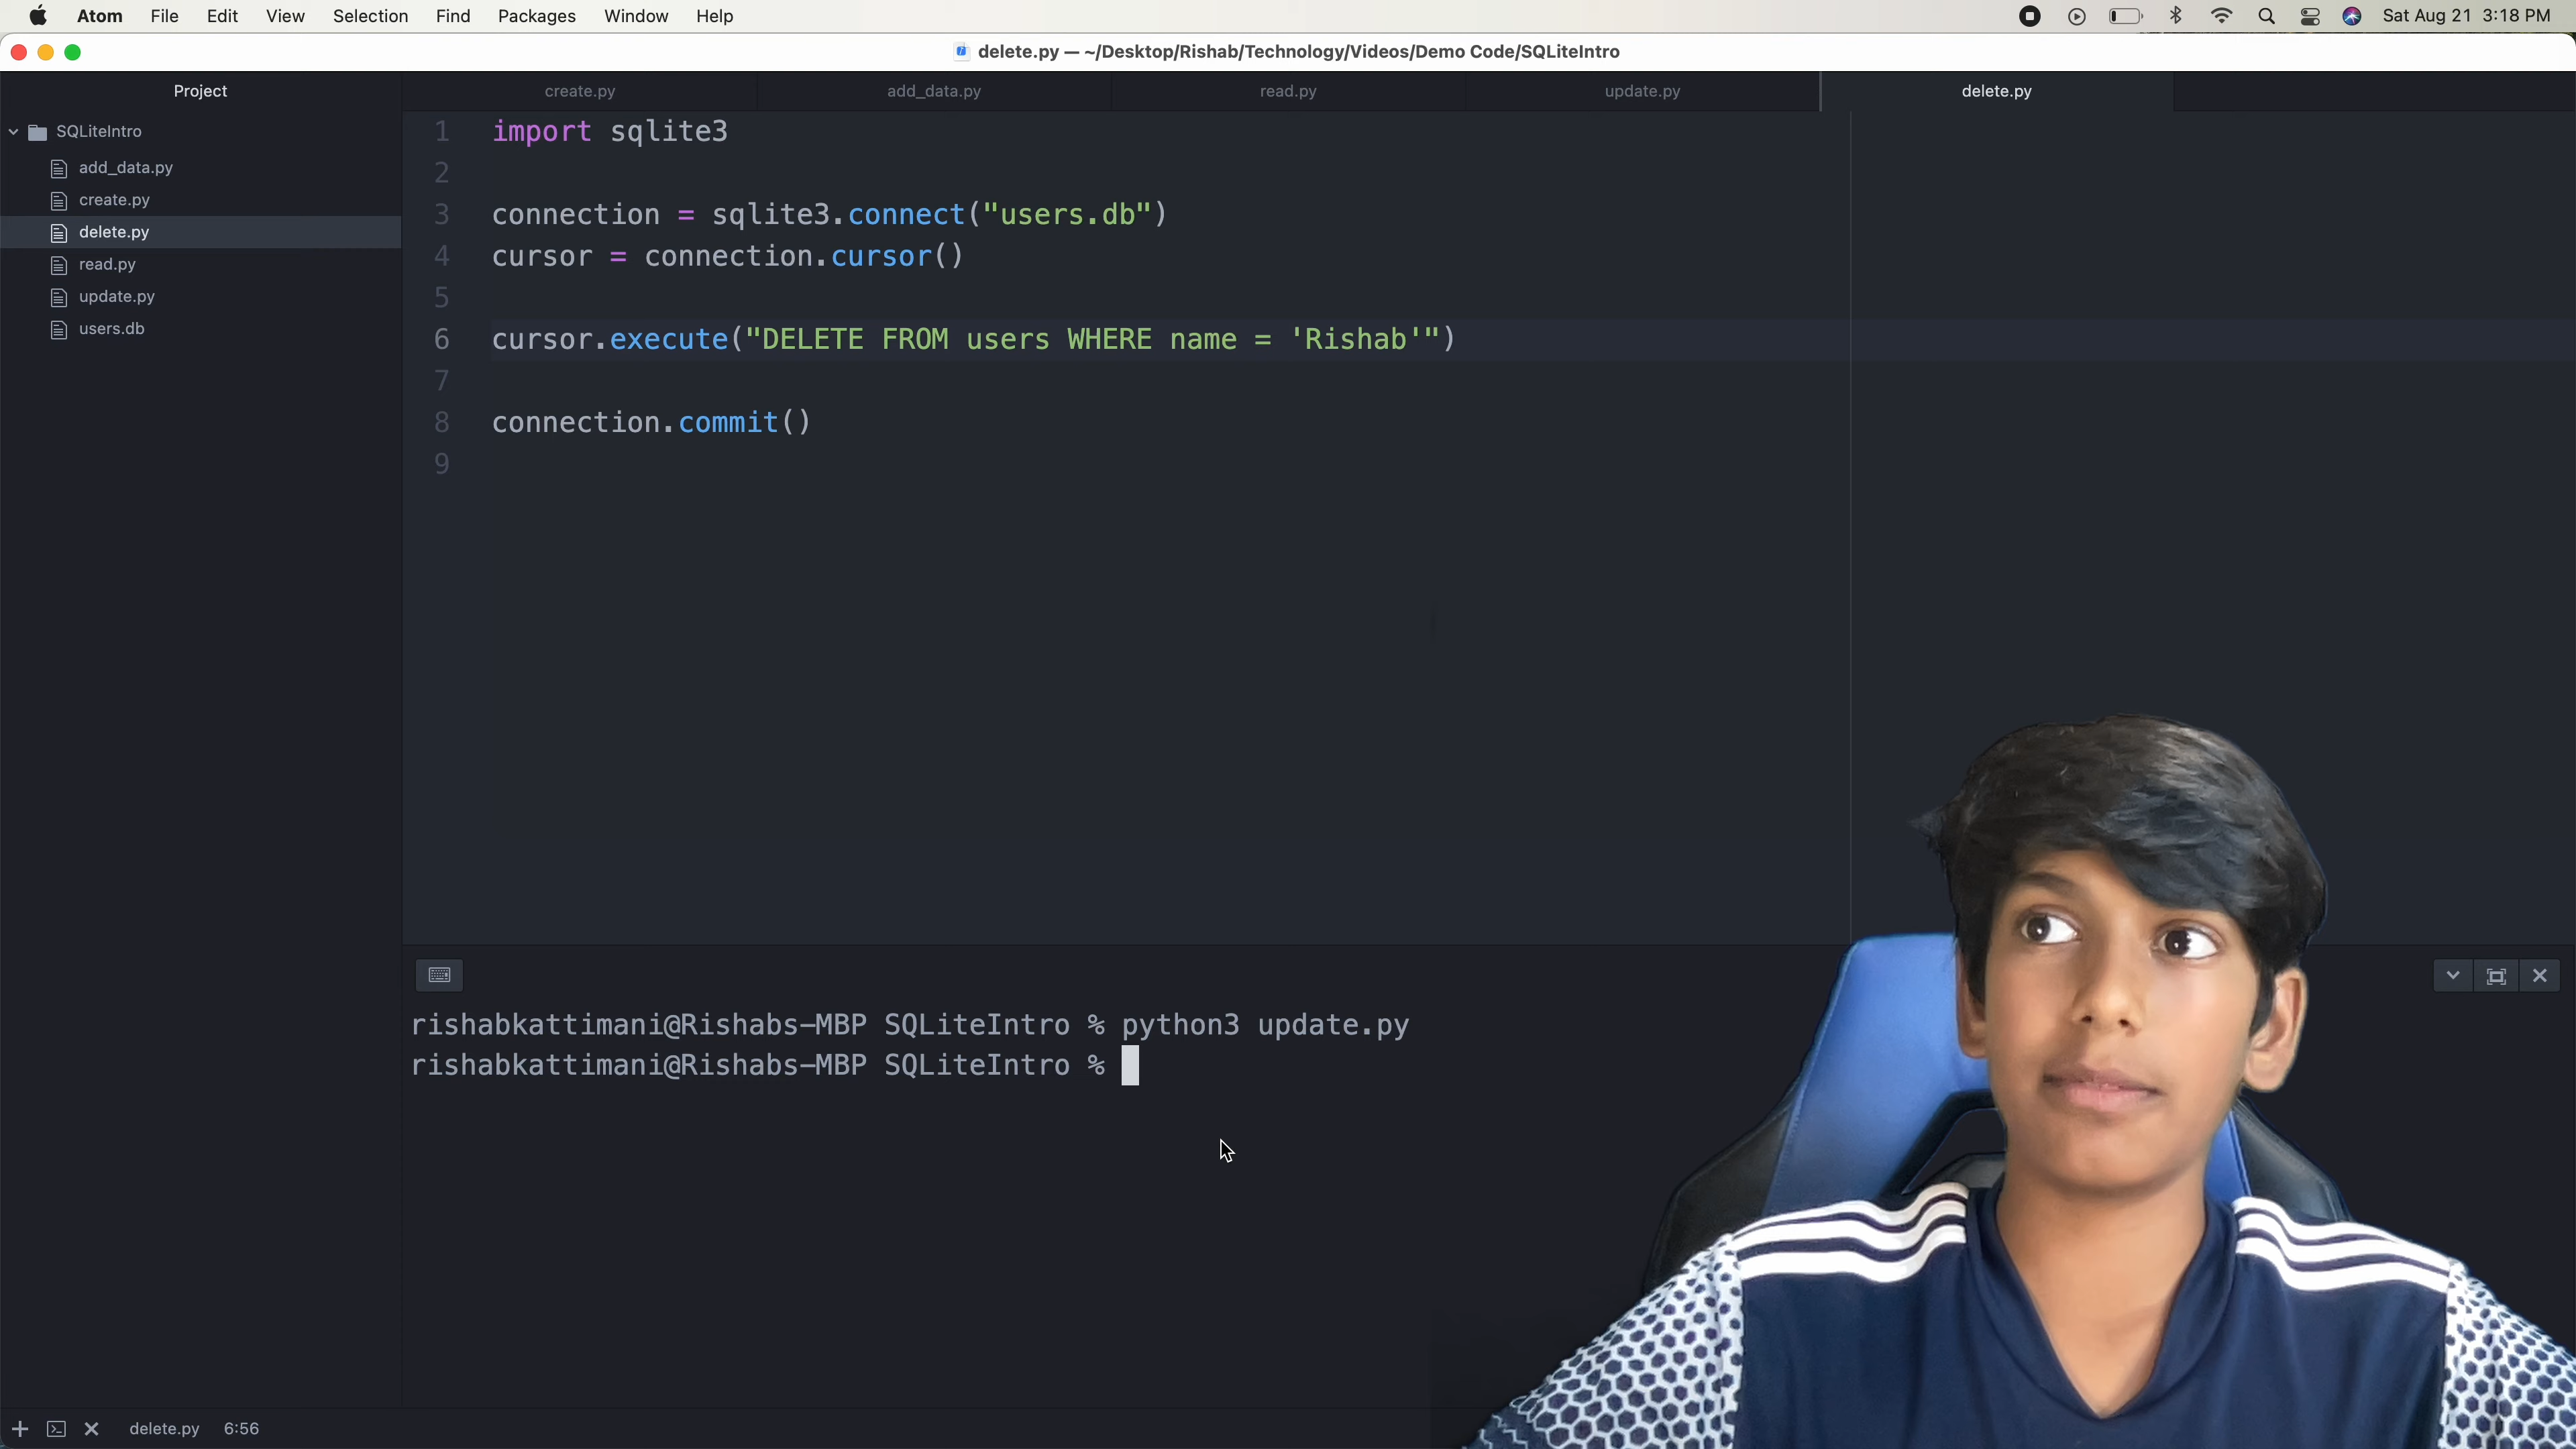 Atom File Edit View Selection Find Packages Window Help Sat Aug 21 3:18 PM
delete.py — ~/Desktop/Rishab/Technology/Videos/Demo Code/SQLiteIntro
Project
SQLiteIntro
add_data.py
create.py
delete.py
read.py
update.py
users.db
create.py add_data.py read.py update.py delete.py
1 import sqlite3
2
3 connection = sqlite3.connect("users.db")
4 cursor = connection.cursor()
5
6 cursor.execute("DELETE FROM users WHERE name = 'Rishab'")
7
8 connection.commit()
9
rishabkattimani@Rishabs-MBP SQLiteIntro % python3 update.py
rishabkattimani@Rishabs-MBP SQLiteIntro %
delete.py 6:56